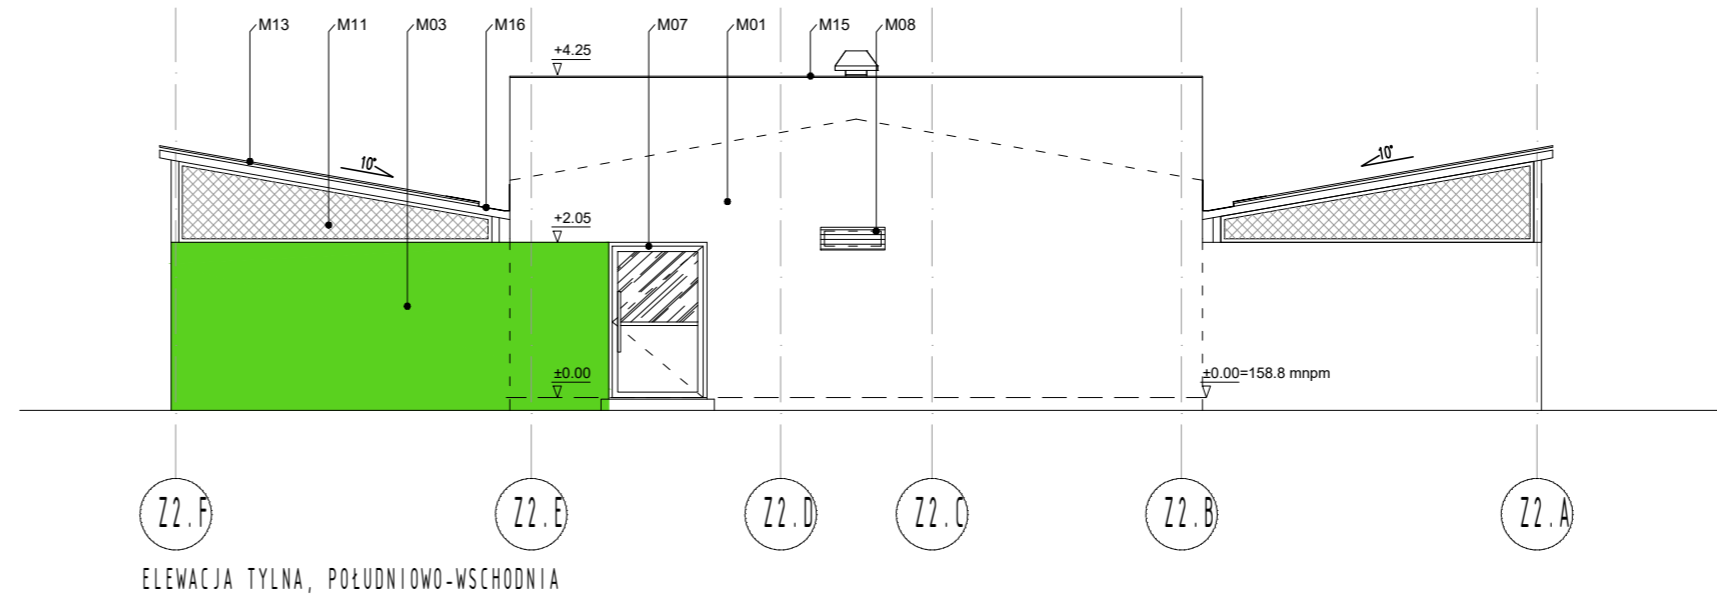 M13 M11 M03 M16 M07 M01 M15 M08
+4.25
10°
10°
+2.05
±0.00
±0.00=158.8 mnpm
Z2.F Z2.E Z2.D Z2.C Z2.B Z2.A
ELEWACJA TYLNA, POŁUDNIOWO-WSCHODNIA